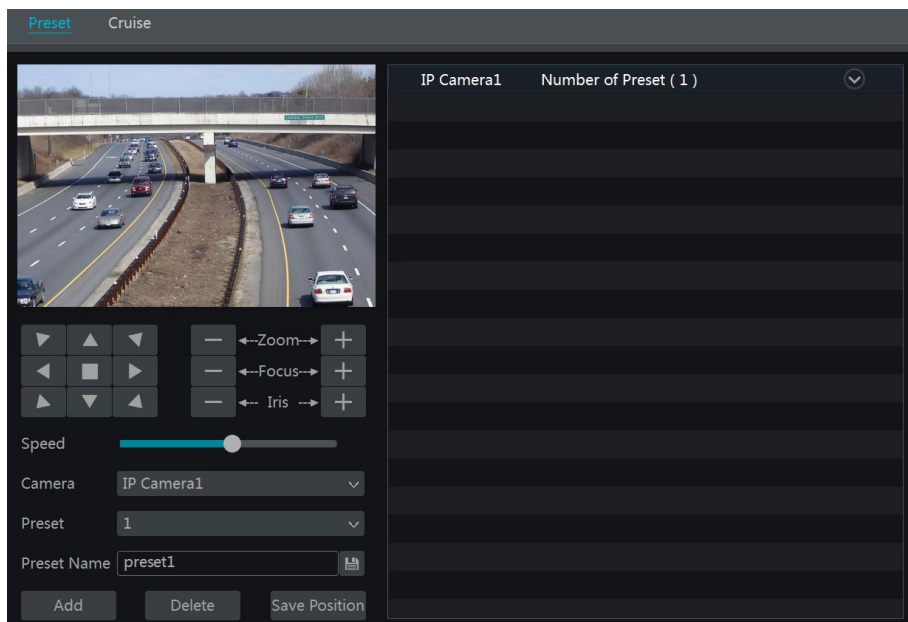 Preset Cruise
IP Camera1 Number of Preset ( 1 )
Zoom
Focus
Iris
Speed
Camera IP Camera1
Preset 1
Preset Name preset1
Add Delete Save Position